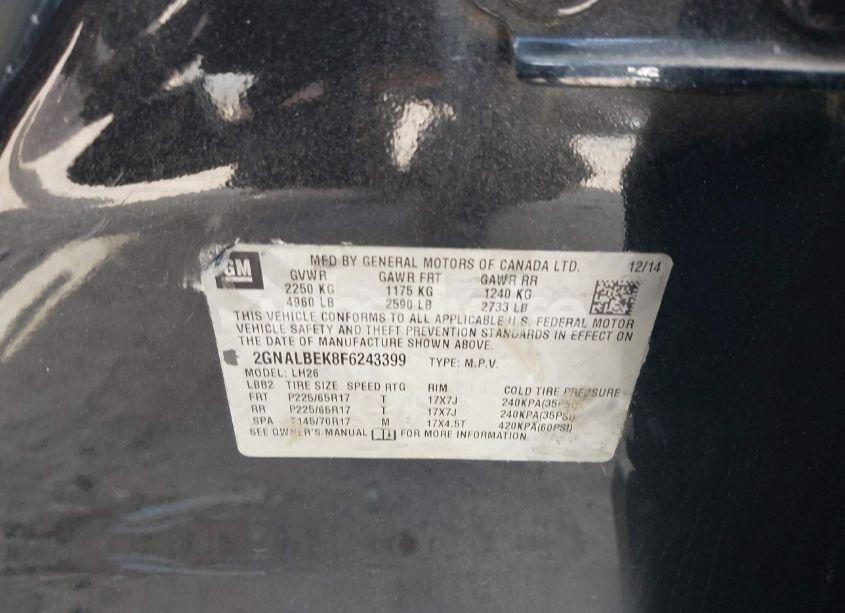 GM
MFD BY GENERAL MOTORS OF CANADA LTD. 12/14
GVWR GAWR FRT GAWR RR
2250 KG 1175 KG 1240 KG
4960 LB 2590 LB 2733 LB
THIS VEHICLE CONFORMS TO ALL APPLICABLE U.S. FEDERAL MOTOR
VEHICLE SAFETY AND THEFT PREVENTION STANDARDS IN EFFECT ON
THE DATE OF MANUFACTURE SHOWN ABOVE.
2GNALBEK8F6243399 TYPE: M.P.V.
MODEL: LH26
LBB2 TIRE SIZE SPEED RTG RIM COLD TIRE PRESSURE
FRT P225/65R17 T 17X7J 240KPA(35PSI)
RR P225/65R17 T 17X7J 240KPA(35PSI)
SPA T145/70R17 M 17X4.5T 420KPA(60PSI)
SEE OWNER'S MANUAL FOR MORE INFORMATION.